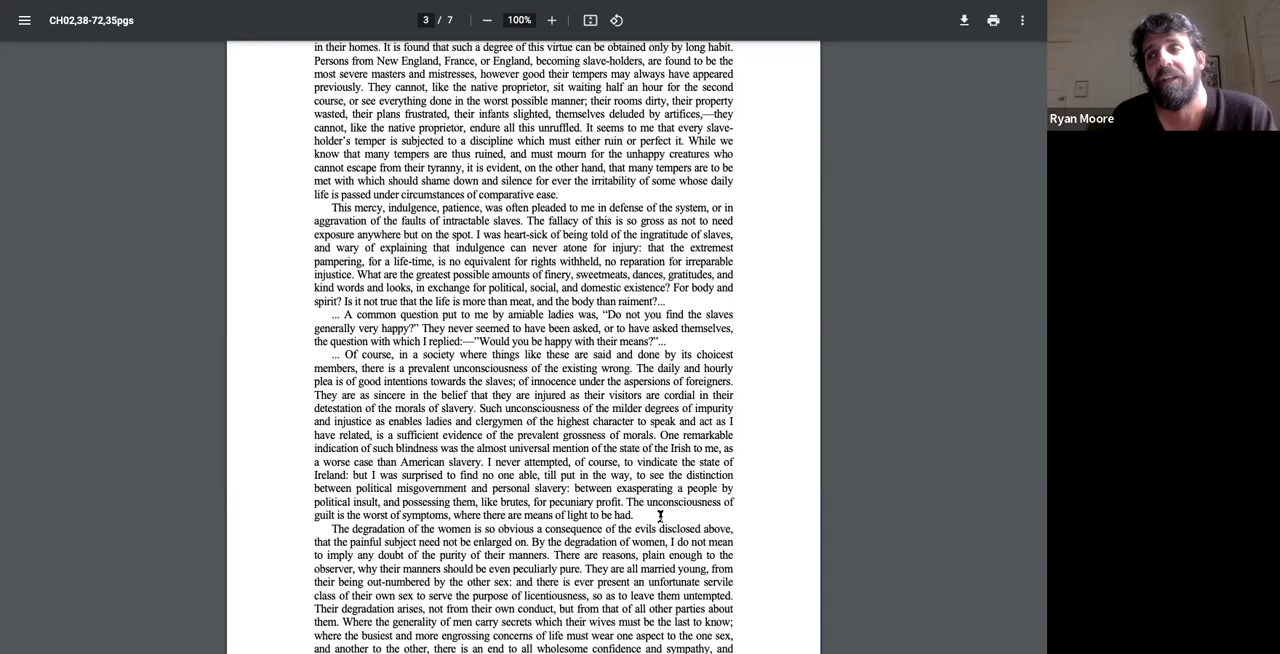 CH02,38-72,35pgs
3 / 7
100%
Ryan Moore
in their homes. It is found that such a degree of this virtue can be obtained only by long habit.
Persons from New England, France, or England, becoming slave-holders, are found to be the
most severe masters and mistresses, however good their tempers may always have appeared
previously. They cannot, like the native proprietor, sit waiting half an hour for the second
course, or see everything done in the worst possible manner; their rooms dirty, their property
wasted, their plans frustrated, their infants slighted, themselves deluded by artifices,—they
cannot, like the native proprietor, endure all this unruffled. It seems to me that every slave-
holder's temper is subjected to a discipline which must either ruin or perfect it. While we
know that many tempers are thus ruined, and must mourn for the unhappy creatures who
cannot escape from their tyranny, it is evident, on the other hand, that many tempers are to be
met with which should shame down and silence for ever the irritability of some whose daily
life is passed under circumstances of comparative ease.
This mercy, indulgence, patience, was often pleaded to me in defense of the system, or in
aggravation of the faults of intractable slaves. The fallacy of this is so gross as not to need
exposure anywhere but on the spot. I was heart-sick of being told of the ingratitude of slaves,
and wary of explaining that indulgence can never atone for injury: that the extremest
pampering, for a life-time, is no equivalent for rights withheld, no reparation for irreparable
injustice. What are the greatest possible amounts of finery, sweetmeats, dances, gratitudes, and
kind words and looks, in exchange for political, social, and domestic existence? For body and
spirit? Is it not true that the life is more than meat, and the body than raiment?...
... A common question put to me by amiable ladies was, “Do not you find the slaves
generally very happy?” They never seemed to have been asked, or to have asked themselves,
the question with which I replied:—”Would you be happy with their means?”...
... Of course, in a society where things like these are said and done by its choicest
members, there is a prevalent unconsciousness of the existing wrong. The daily and hourly
plea is of good intentions towards the slaves; of innocence under the aspersions of foreigners.
They are as sincere in the belief that they are injured as their visitors are cordial in their
detestation of the morals of slavery. Such unconsciousness of the milder degrees of impurity
and injustice as enables ladies and clergymen of the highest character to speak and act as I
have related, is a sufficient evidence of the prevalent grossness of morals. One remarkable
indication of such blindness was the almost universal mention of the state of the Irish to me, as
a worse case than American slavery. I never attempted, of course, to vindicate the state of
Ireland: but I was surprised to find no one able, till put in the way, to see the distinction
between political misgovernment and personal slavery: between exasperating a people by
political insult, and possessing them, like brutes, for pecuniary profit. The unconsciousness of
guilt is the worst of symptoms, where there are means of light to be had.
The degradation of the women is so obvious a consequence of the evils disclosed above,
that the painful subject need not be enlarged on. By the degradation of women, I do not mean
to imply any doubt of the purity of their manners. There are reasons, plain enough to the
observer, why their manners should be even peculiarly pure. They are all married young, from
their being out-numbered by the other sex: and there is ever present an unfortunate servile
class of their own sex to serve the purpose of licentiousness, so as to leave them untempted.
Their degradation arises, not from their own conduct, but from that of all other parties about
them. Where the generality of men carry secrets which their wives must be the last to know;
where the busiest and more engrossing concerns of life must wear one aspect to the one sex,
and another to the other, there is an end to all wholesome confidence and sympathy, and